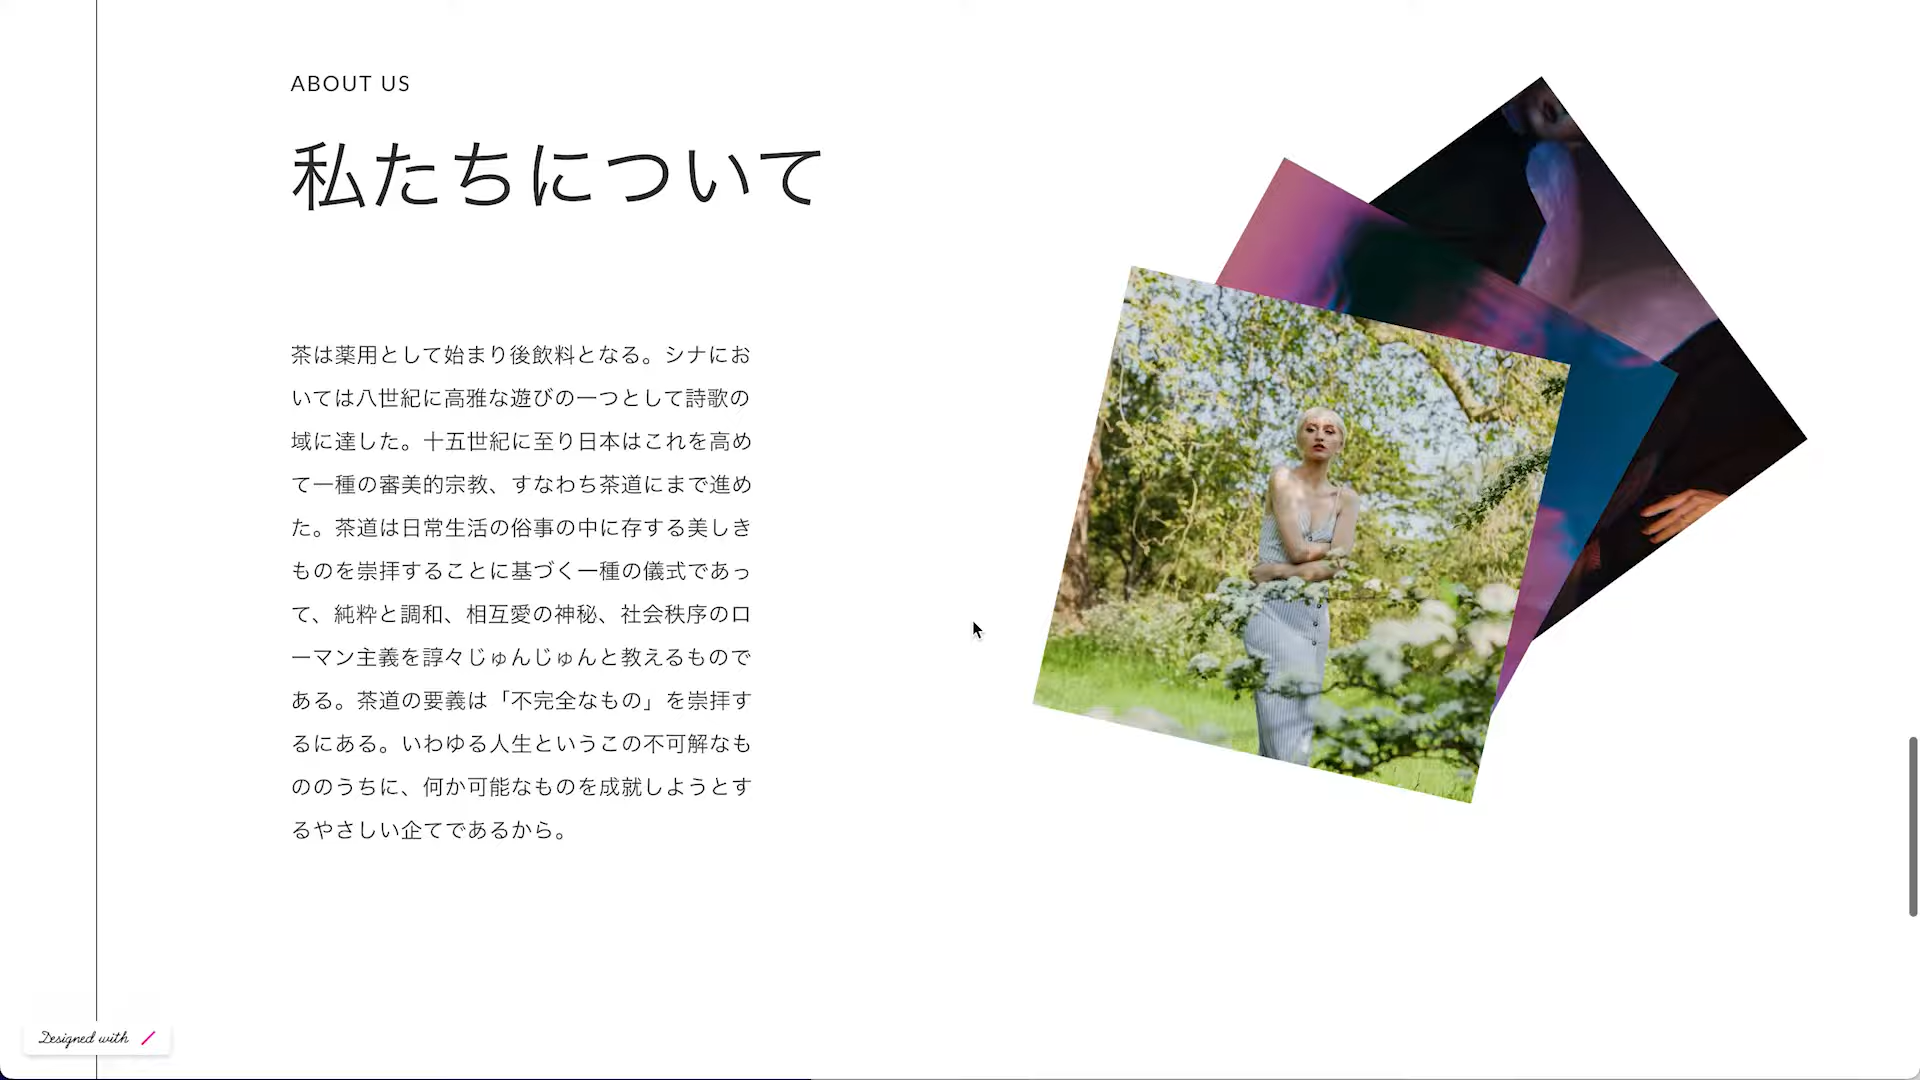 ABOUT US
私たちについて
茶は薬用として始まり後飲料となる。シナにお
いては八世紀に高雅な遊びの一つとして詩歌の
域に達した。十五世紀に至り日本はこれを高め
て一種の審美的宗教、すなわち茶道にまで進め
た。茶道は日常生活の俗事の中に存する美しき
ものを崇拝することに基づく一種の儀式であっ
て、純粋と調和、相互愛の神秘、社会秩序のロ
ーマン主義を諄々じゅんじゅんと教えるもので
ある。茶道の要義は「不完全なもの」を崇拝す
るにある。いわゆる人生というこの不可解なも
ののうちに、何か可能なものを成就しようとす
るやさしい企てであるから。
Designed with